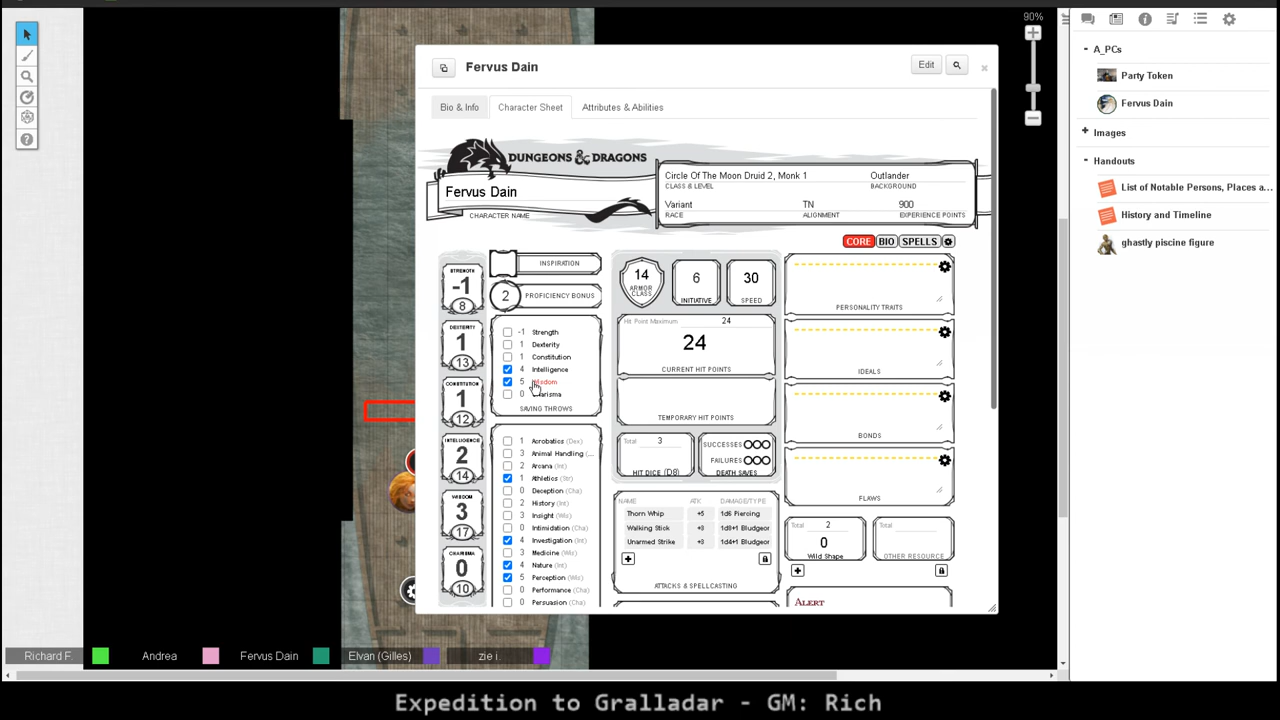 90%
Fervus Dain
Edit
Bio & Info
Character Sheet
Attributes & Abilities
DUNGEONS & DRAGONS
Fervus Dain
CHARACTER NAME
Circle Of The Moon Druid 2, Monk 1
Outlander
CLASS & LEVEL
BACKGROUND
Variant
TN
900
RACE
ALIGNMENT
EXPERIENCE POINTS
CORE
BIO
SPELLS
STRENGTH
-1
8
DEXTERITY
1
13
CONSTITUTION
1
12
INTELLIGENCE
2
14
WISDOM
3
17
CHARISMA
0
10
INSPIRATION
2
PROFICIENCY BONUS
-1 Strength
1 Dexterity
1 Constitution
4 Intelligence
5
0
SAVING THROWS
1 Acrobatics (Dex)
3 Animal Handling (...
2 Arcana (Int)
1 Athletics (Str)
0 Deception (Cha)
2 History (Int)
3 Insight (Wis)
0 Intimidation (Cha)
4 Investigation (Int)
3 Medicine (Wis)
4 Nature (Int)
5 Perception (Wis)
0 Performance (Cha)
0 Persuasion (Cha)
14
ARMOR
CLASS
6
INITIATIVE
30
SPEED
Hit Point Maximum
24
24
CURRENT HIT POINTS
TEMPORARY HIT POINTS
Total
3
HIT DICE (D8)
SUCCESSES
FAILURES
DEATH SAVES
NAME
ATK
DAMAGE/TYPE
Thorn Whip
+5
1d6 Piercing
Walking Stick
+3
1d8+1 Bludgeor
Unarmed Strike
+3
1d4+1 Bludgeor
ATTACKS & SPELLCASTING
PERSONALITY TRAITS
IDEALS
BONDS
FLAWS
Total
2
0
Wild Shape
Total
OTHER RESOURCE
ALERT
A_PCs
Party Token
Fervus Dain
Images
Handouts
List of Notable Persons, Places a...
History and Timeline
ghastly piscine figure
Richard F.
Andrea
Fervus Dain
Elvan (Gilles)
zie i.
Expedition to Gralladar - GM: Rich